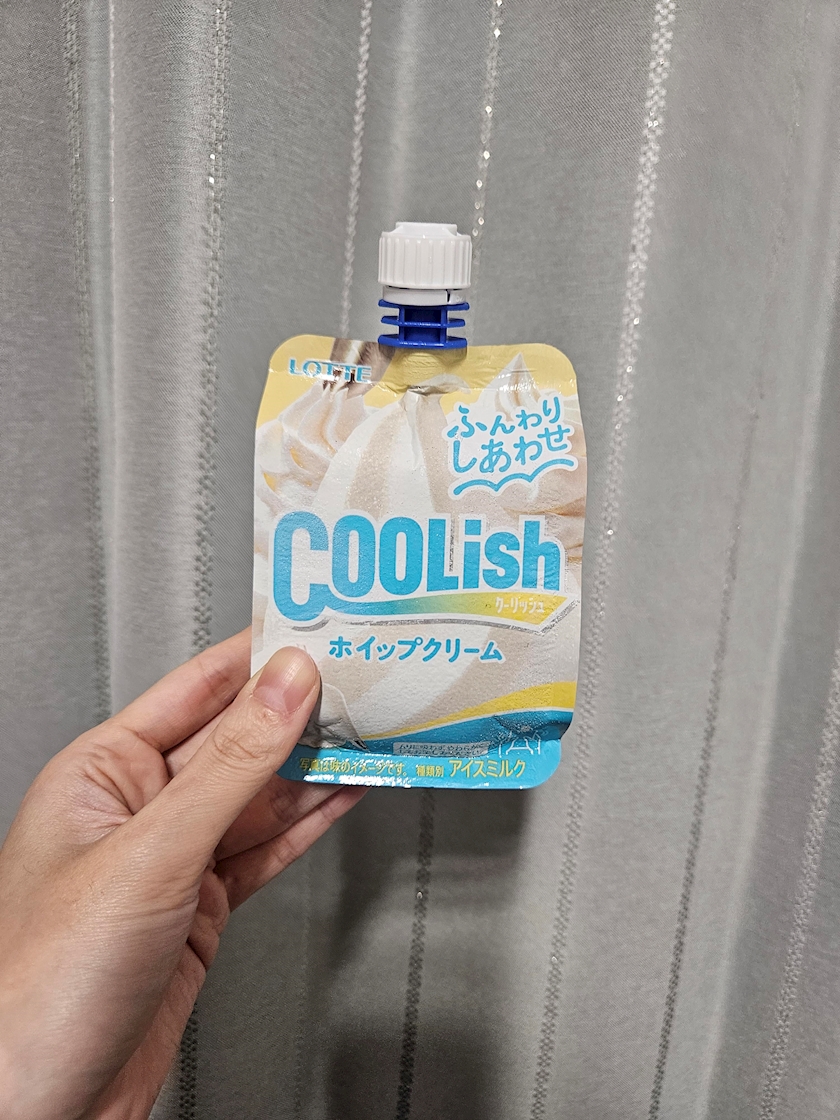 LOTTE
ふんわり
しあわせ
COOLish
クーリッシュ
ホイップクリーム
写真は味のイメージです。 種類別 アイスミルク